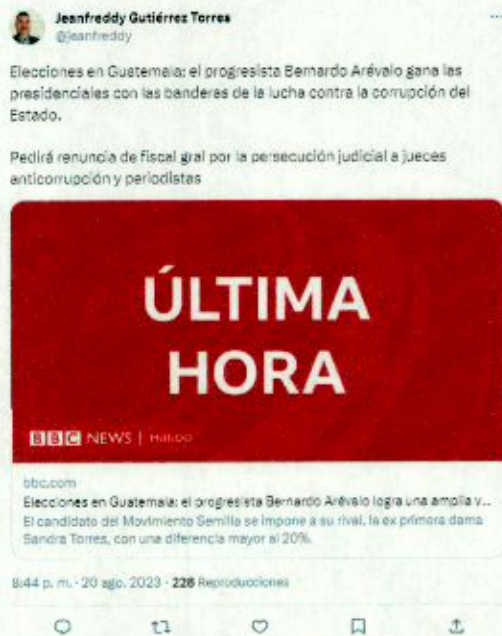 Jeanfreddy Gutiérrez Torres
@jeanfreddy
Elecciones en Guatemala: el progresista Bernardo Arévalo gana las
presidenciales con las banderas de la lucha contra la corrupción del
Estado.
Pedirá renuncia de fiscal gral por la persecución judicial a jueces
anticorrupción y periodistas
ÚLTIMA
HORA
BBC NEWS | MUNDO
bbc.com
Elecciones en Guatemala: el progresista Bernardo Arévalo logra una amplia v...
El candidato del Movimiento Semilla se impone a su rival, la ex primera dama
Sandra Torres, con una diferencia mayor al 20%.
8:44 p. m. · 20 ago. 2023 · 226 Reproducciones